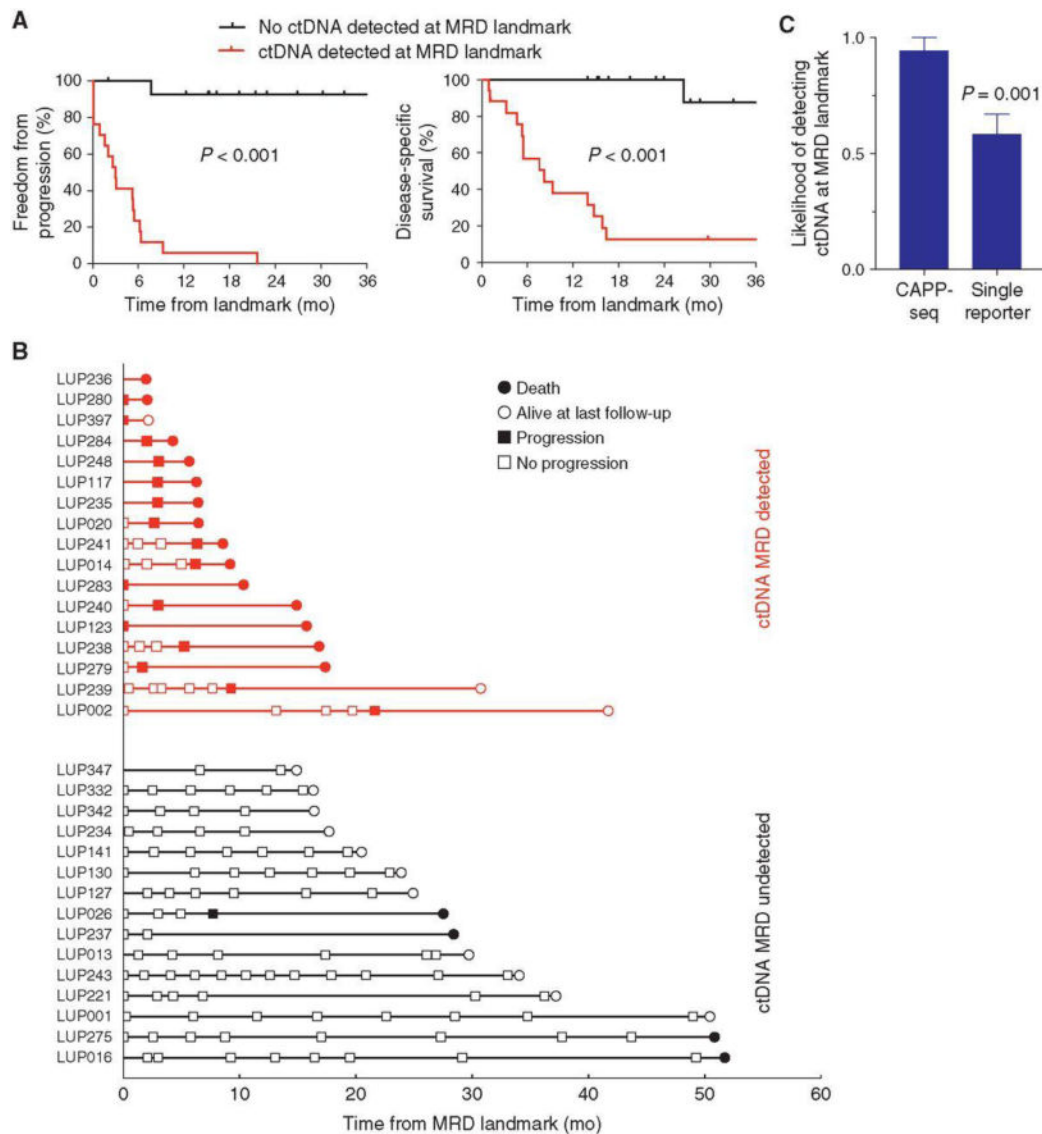 A
No ctDNA detected at MRD landmark
ctDNA detected at MRD landmark
Freedom from
progression (%)
100
80
60
40
20
0
P < 0.001
0 6 12 18 24 30 36
Time from landmark (mo)
Disease-specific
survival (%)
100
80
60
40
20
0
P < 0.001
0 6 12 18 24 30 36
Time from landmark (mo)
C
Likelihood of detecting
ctDNA at MRD landmark
1.0
0.5
0.0
P = 0.001
CAPP-
seq
Single
reporter
B
LUP236
LUP280
LUP397
LUP284
LUP248
LUP117
LUP235
LUP020
LUP241
LUP014
LUP283
LUP240
LUP123
LUP238
LUP279
LUP239
LUP002
Death
Alive at last follow-up
Progression
No progression
ctDNA MRD detected
LUP347
LUP332
LUP342
LUP234
LUP141
LUP130
LUP127
LUP026
LUP237
LUP013
LUP243
LUP221
LUP001
LUP275
LUP016
ctDNA MRD undetected
0 10 20 30 40 50 60
Time from MRD landmark (mo)